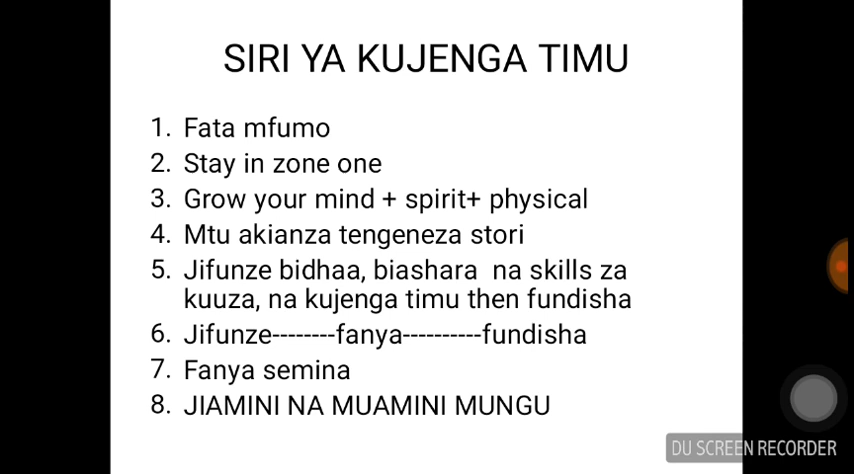 SIRI YA KUJENGA TIMU
1. Fata mfumo
2. Stay in zone one
3. Grow your mind + spirit+ physical
4. Mtu akianza tengeneza stori
5. Jifunze bidhaa, biashara  na skills za
kuuza, na kujenga timu then fundisha
6. Jifunze--------fanya----------fundisha
7. Fanya semina
8. JIAMINI NA MUAMINI MUNGU
DU SCREEN RECORDER